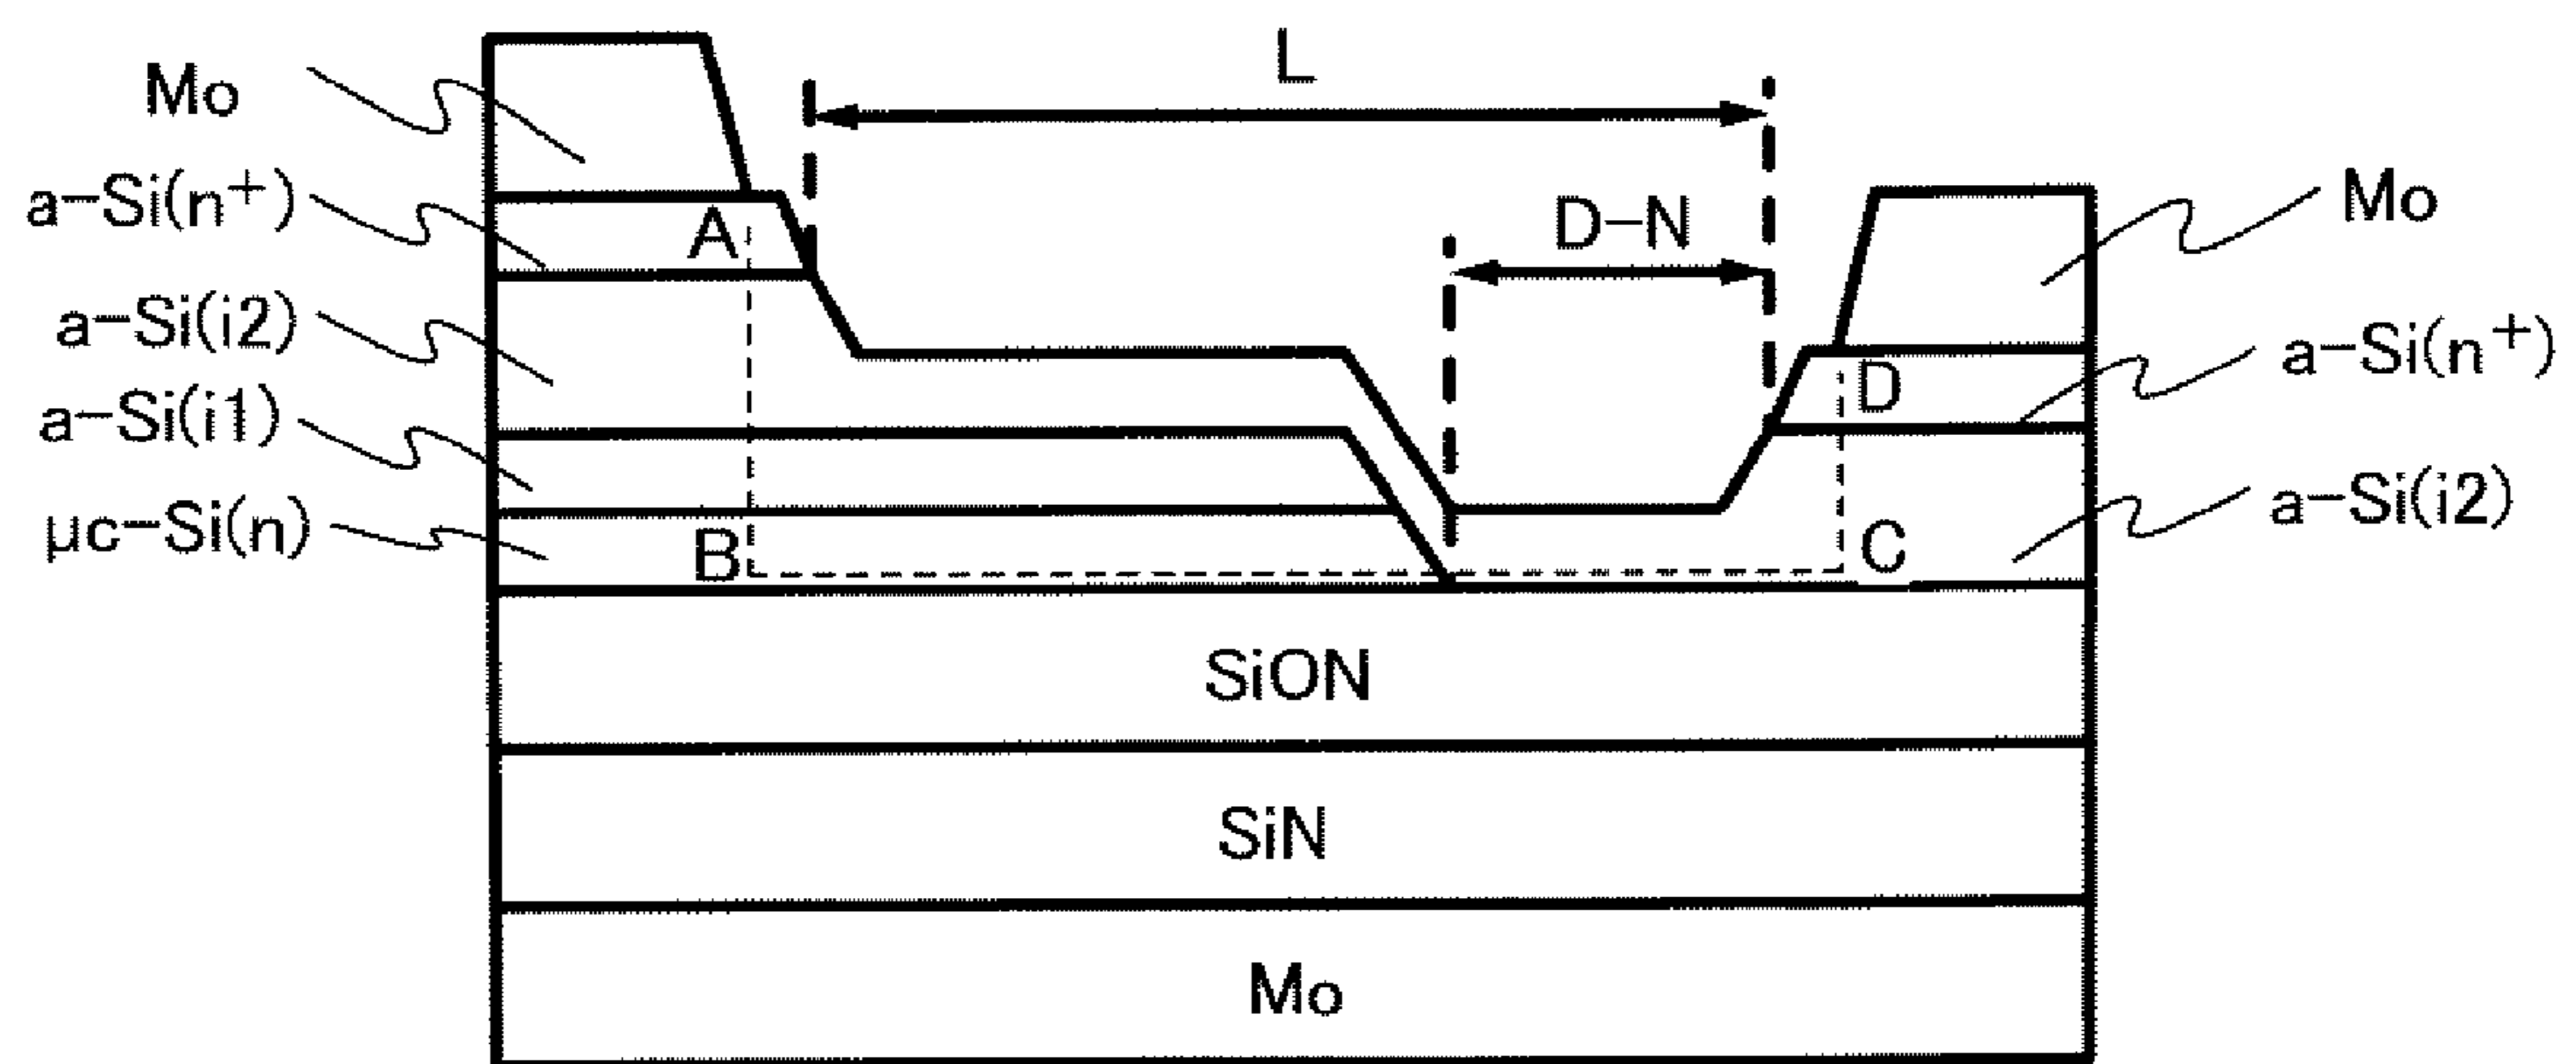 L
Mo
a-Si(n⁺)
A
D-N
Mo
a-Si(i2)
a-Si(n⁺)
D
a-Si(i1)
a-Si(i2)
μc-Si(n)
B
C
SiON
SiN
Mo